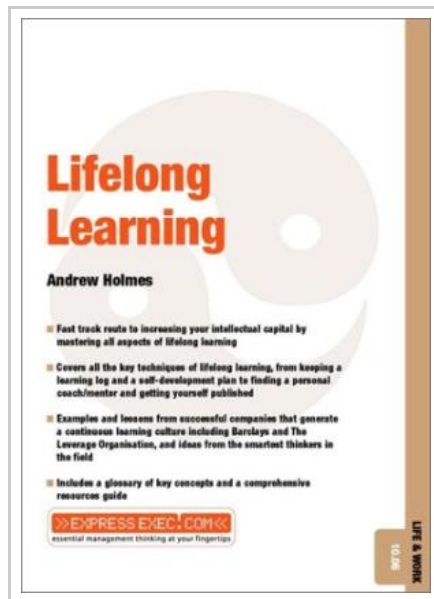 Lifelong
Learning
Andrew Holmes
Fast track route to increasing your intellectual capital by
mastering all aspects of lifelong learning
Covers all the key techniques of lifelong learning, from keeping a
learning log and a self-development plan to finding a personal
coach/mentor and getting yourself published
Examples and lessons from successful companies that generate
a continuous learning culture including Barclays and The
Leverage Organisation, and ideas from the smartest thinkers in
the field
Includes a glossary of key concepts and a comprehensive
resources guide
>>EXPRESS EXEC.COM<<
essential management thinking at your fingertips
LIFE & WORK
10.06